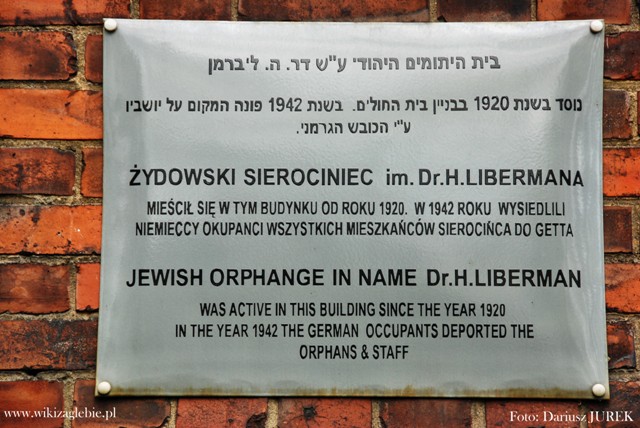 בית היתומים היהודי ע"ש דר. ה. ליברמן
נוסד בשנת 1920 בבניין בית החולים. בשנת 1942 פונה המקום על יושביו
ע"י הכובש הגרמני.
ŻYDOWSKI SIEROCINIEC im. Dr.H.LIBERMANA
MIEŚCIŁ SIĘ W TYM BUDYNKU OD ROKU 1920. W 1942 ROKU WYSIEDLILI
NIEMIECCY OKUPANCI WSZYSTKICH MIESZKAŃCÓW SIEROCIŃCA DO GETTA
JEWISH ORPHANGE IN NAME Dr.H.LIBERMAN
WAS ACTIVE IN THIS BUILDING SINCE THE YEAR 1920
IN THE YEAR 1942 THE GERMAN OCCUPANTS DEPORTED THE
ORPHANS & STAFF
www.wikizaglebie.pl
Foto: Dariusz JUREK